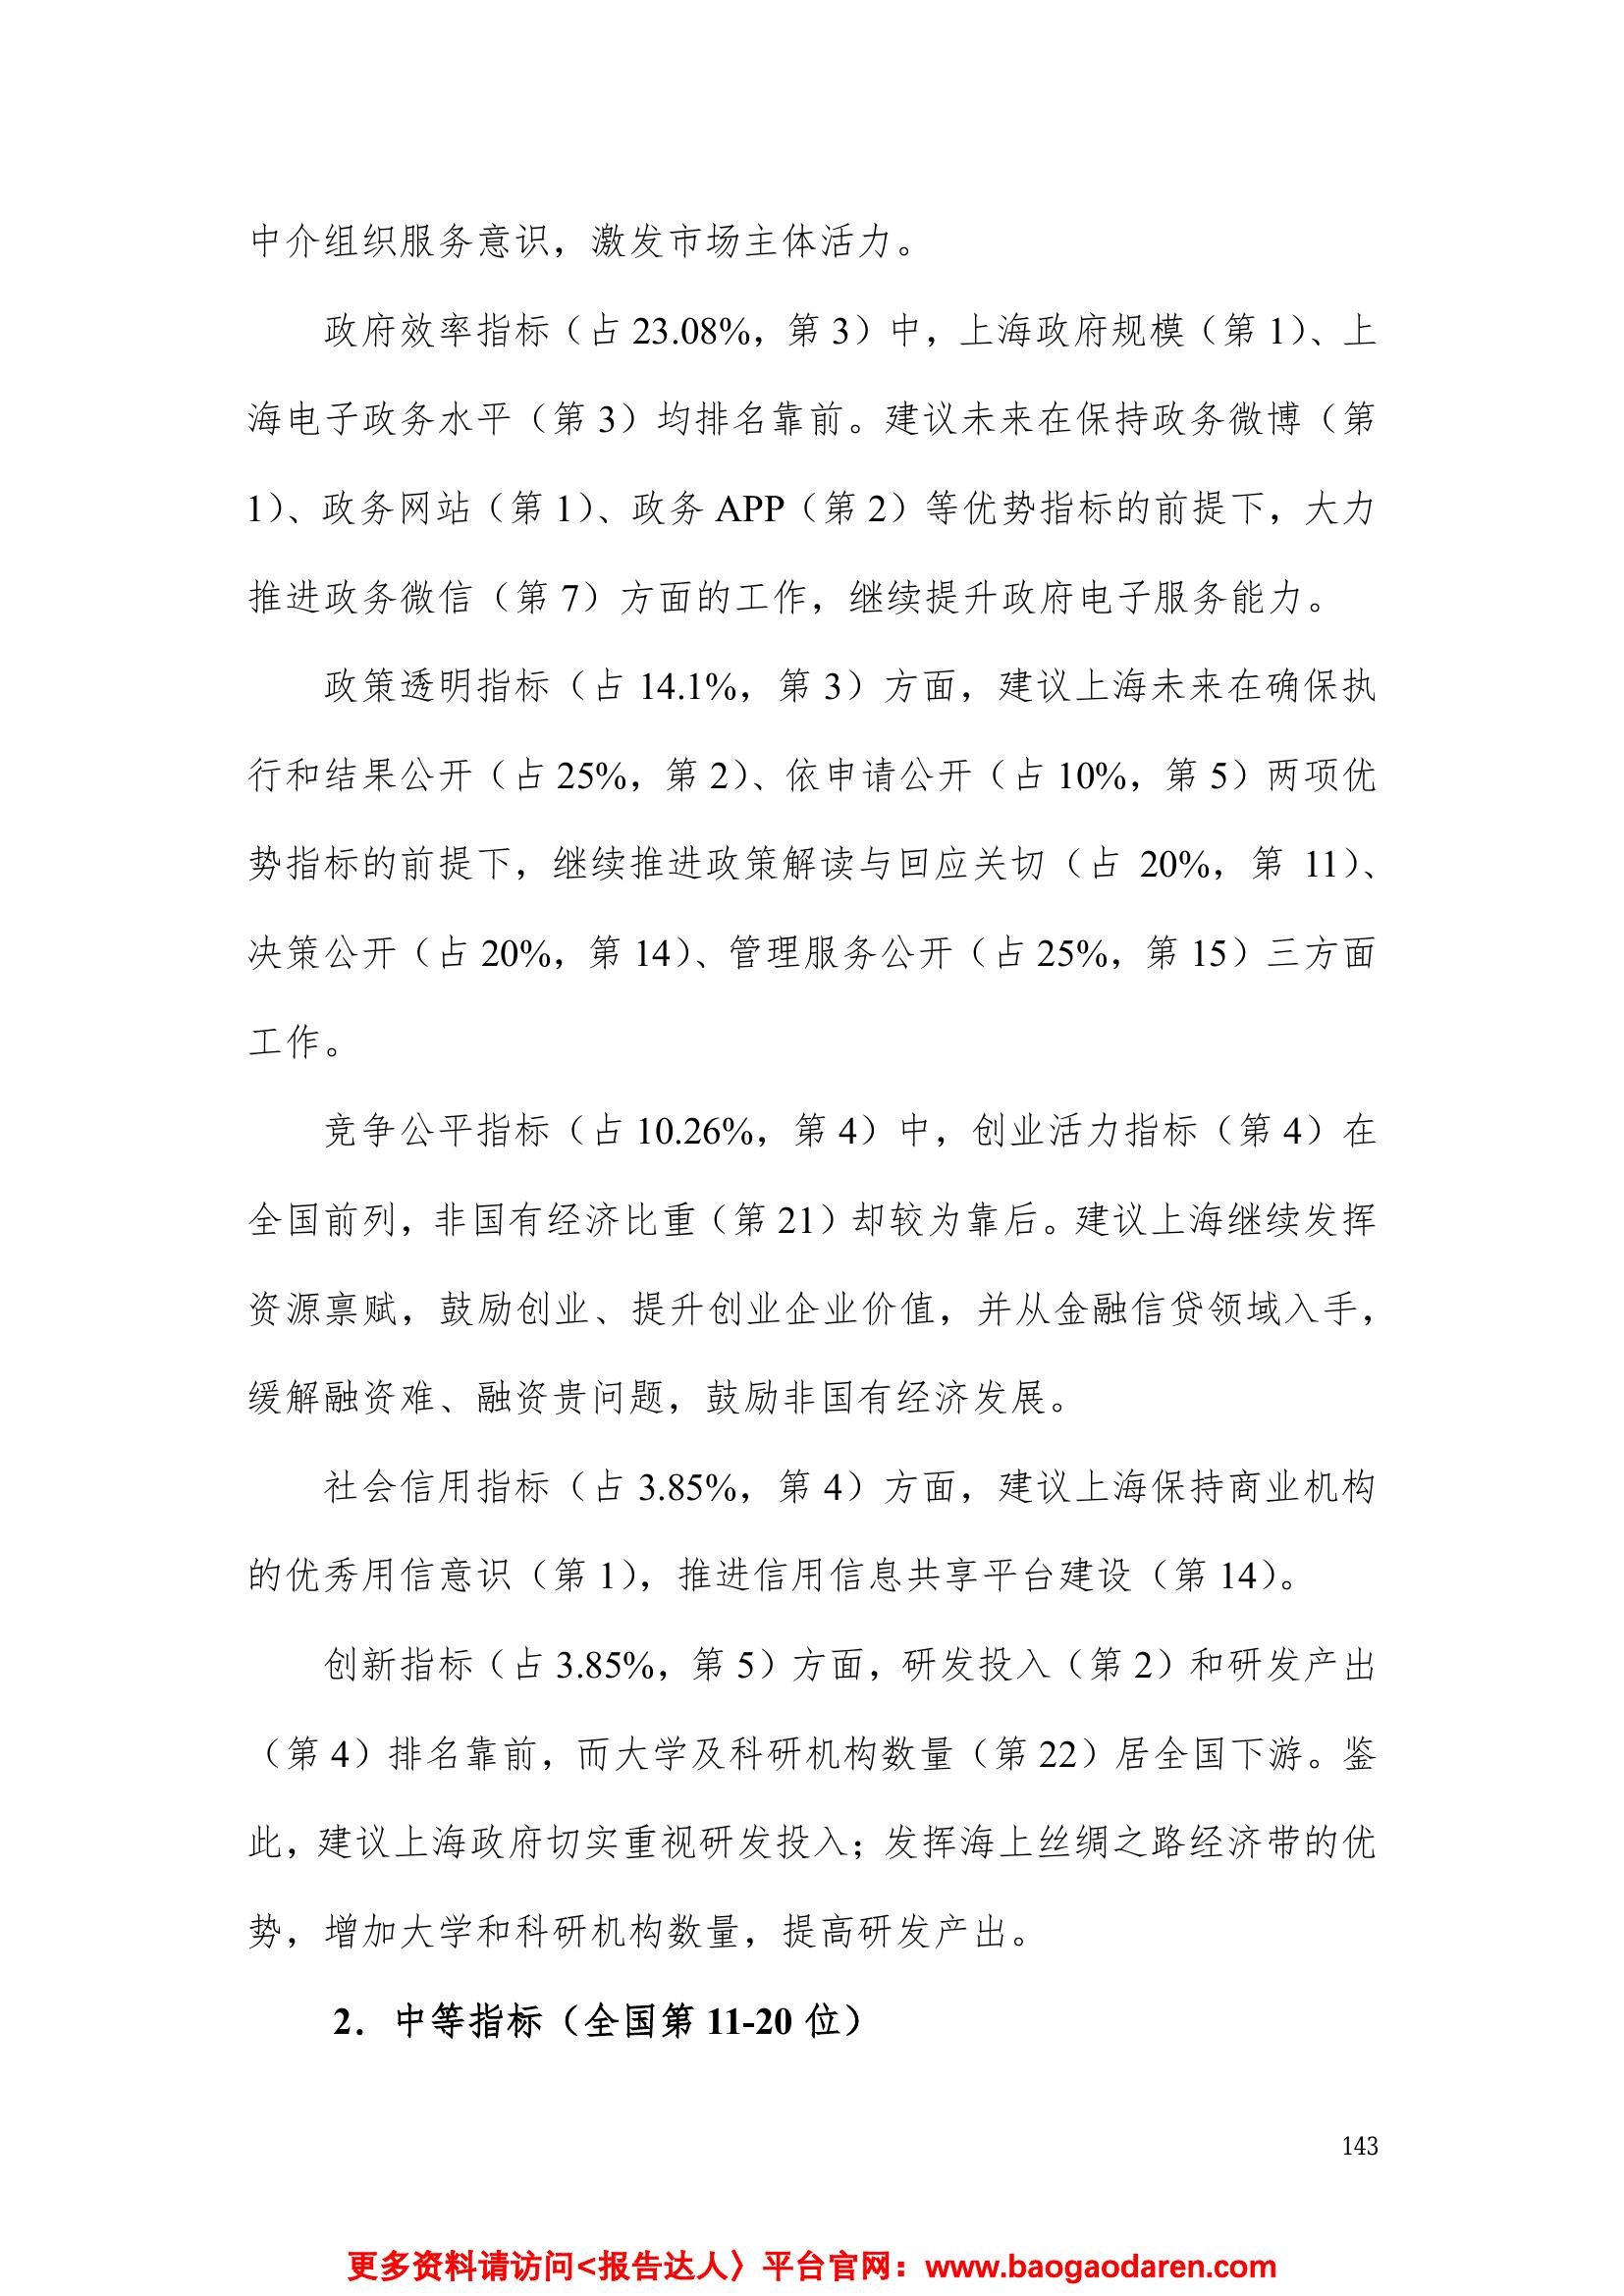 中介组织服务意识，激发市场主体活力。
政府效率指标（占 23.08%，第 3）中，上海政府规模（第 1）、上
海电子政务水平（第 3）均排名靠前。建议未来在保持政务微博（第
1）、政务网站（第 1）、政务 APP（第 2）等优势指标的前提下，大力
推进政务微信（第 7）方面的工作，继续提升政府电子服务能力。
政策透明指标（占 14.1%，第 3）方面，建议上海未来在确保执
行和结果公开（占 25%，第 2）、依申请公开（占 10%，第 5）两项优
势指标的前提下，继续推进政策解读与回应关切（占 20%，第 11）、
决策公开（占 20%，第 14）、管理服务公开（占 25%，第 15）三方面
工作。
竞争公平指标（占 10.26%，第 4）中，创业活力指标（第 4）在
全国前列，非国有经济比重（第 21）却较为靠后。建议上海继续发挥
资源禀赋，鼓励创业、提升创业企业价值，并从金融信贷领域入手，
缓解融资难、融资贵问题，鼓励非国有经济发展。
社会信用指标（占 3.85%，第 4）方面，建议上海保持商业机构
的优秀用信意识（第 1），推进信用信息共享平台建设（第 14）。
创新指标（占 3.85%，第 5）方面，研发投入（第 2）和研发产出
（第 4）排名靠前，而大学及科研机构数量（第 22）居全国下游。鉴
此，建议上海政府切实重视研发投入；发挥海上丝绸之路经济带的优
势，增加大学和科研机构数量，提高研发产出。
2．中等指标（全国第 11-20 位）
143
更多资料请访问<报告达人〉平台官网：www.baogaodaren.com